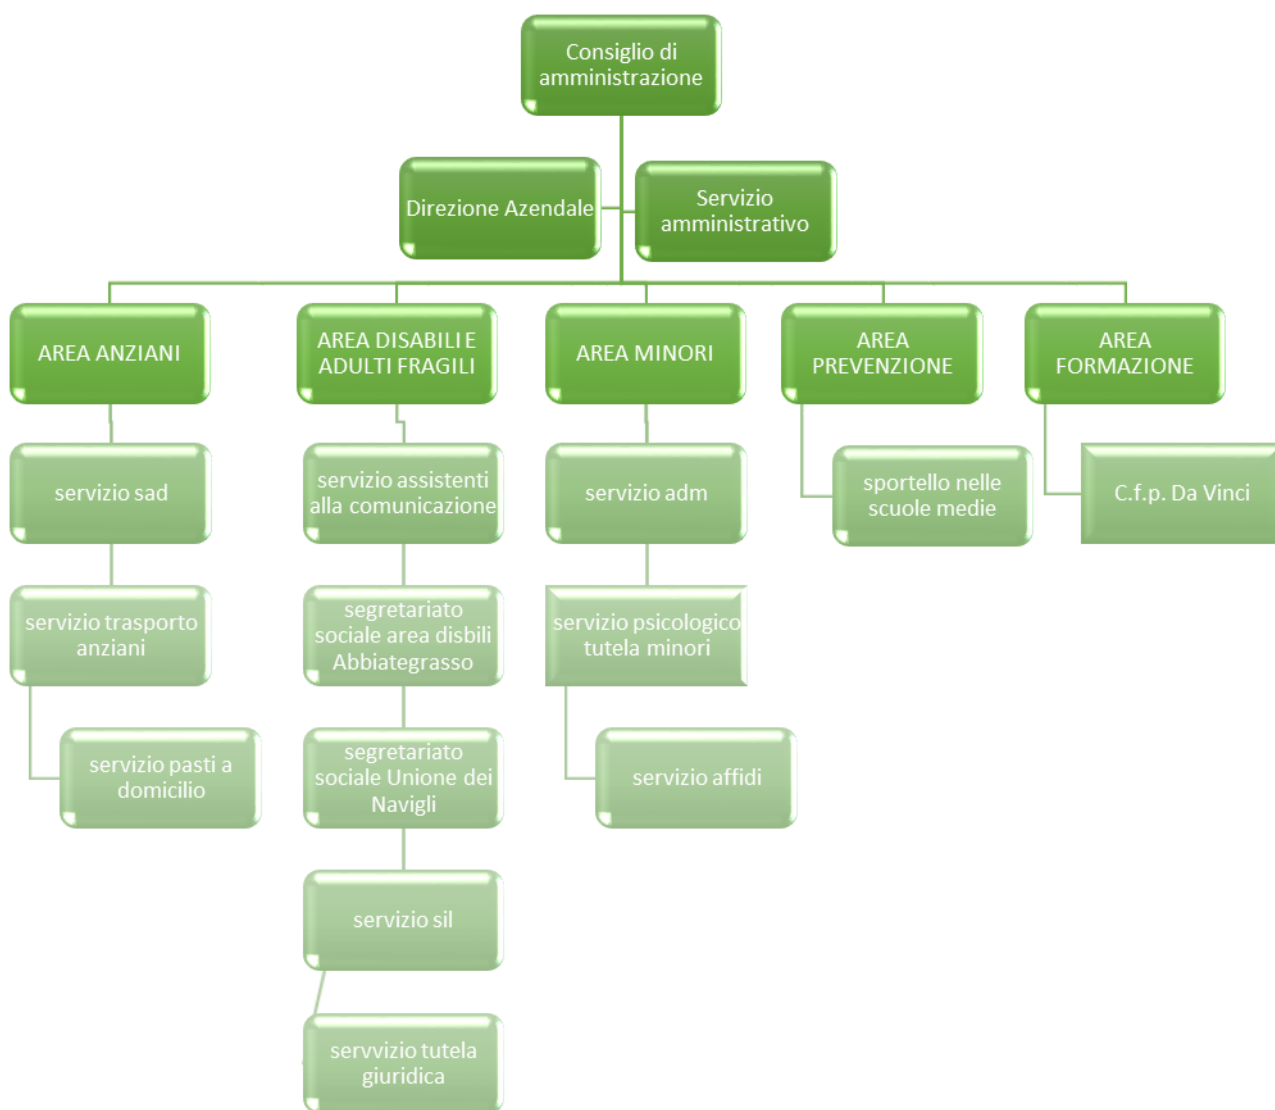 Consiglio di
amministrazione
Direzione Azendale
Servizio
amministrativo
AREA ANZIANI
AREA DISABILI E
ADULTI FRAGILI
AREA MINORI
AREA
PREVENZIONE
AREA
FORMAZIONE
servizio sad
servizio assistenti
alla comunicazione
servizio adm
sportello nelle
scuole medie
C.f.p. Da Vinci
servizio trasporto
anziani
segretariato
sociale area disbili
Abbiategrasso
servizio psicologico
tutela minori
servizio pasti a
domicilio
segretariato
sociale Unione dei
Navigli
servizio affidi
servizio sil
servvizio tutela
giuridica